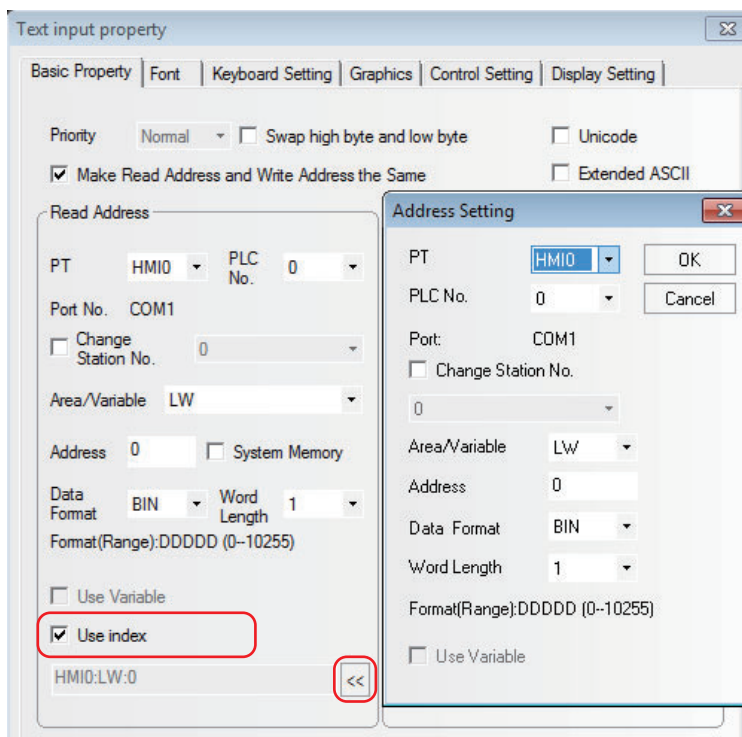 Text input property
Basic Property Font Keyboard Setting Graphics Control Setting Display Setting
Priority Normal Swap high byte and low byte Unicode
Make Read Address and Write Address the Same Extended ASCII
Read Address
PT HMI0 PLC No. 0
Port No. COM1
Change Station No. 0
Area/Variable LW
Address 0 System Memory
Data Format BIN Word Length 1
Format(Range):DDDDD (0--10255)
Use Variable
Use index
HMI0:LW:0 <<
Address Setting
PT HMI0 OK
PLC No. 0 Cancel
Port: COM1
Change Station No.
0
Area/Variable LW
Address 0
Data Format BIN
Word Length 1
Format(Range):DDDDD (0--10255)
Use Variable